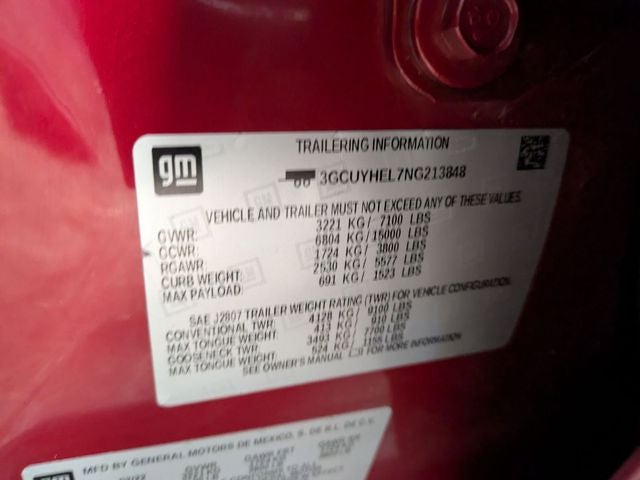 gm
TRAILERING INFORMATION
3GCUYHEL7NG213848
VEHICLE AND TRAILER MUST NOT EXCEED ANY OF THESE VALUES.
GVWR: 3221 KG/ 7100 LBS
GCWR: 6804 KG/15000 LBS
RGAWR: 1724 KG/ 3800 LBS
CURB WEIGHT: 2530 KG/ 5577 LBS
MAX PAYLOAD: 691 KG/ 1523 LBS
SAE J2807 TRAILER WEIGHT RATING (TWR) FOR VEHICLE CONFIGURATION.
CONVENTIONAL TWR: 4128 KG/ 9100 LBS
MAX TONGUE WEIGHT: 413 KG/ 910 LBS
GOOSENECK TWR: 3493 KG/ 7700 LBS
MAX TONGUE WEIGHT: 524 KG/ 1155 LBS
SEE OWNER'S MANUAL FOR MORE INFORMATION
MFD BY GENERAL MOTORS DE MEXICO, S. DE R.L. DE C.V.
GVWR GAWR FRT GAWR RR